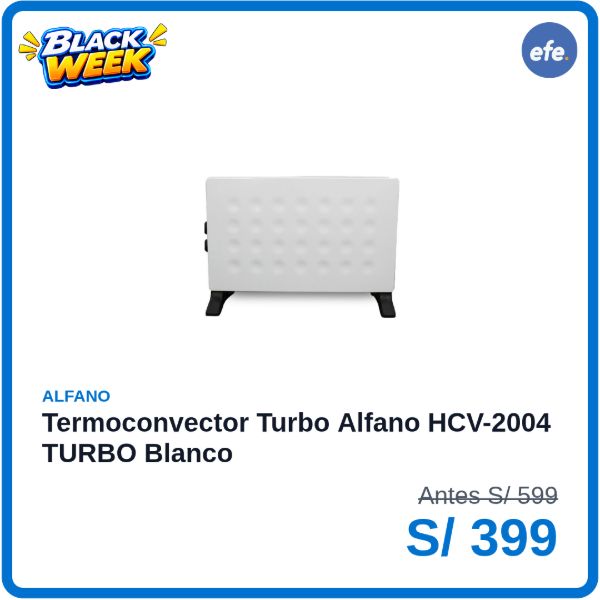 BLACK
WEEK
efe.
ALFANO
Termoconvector Turbo Alfano HCV-2004
TURBO Blanco
Antes S/ 599
S/ 399